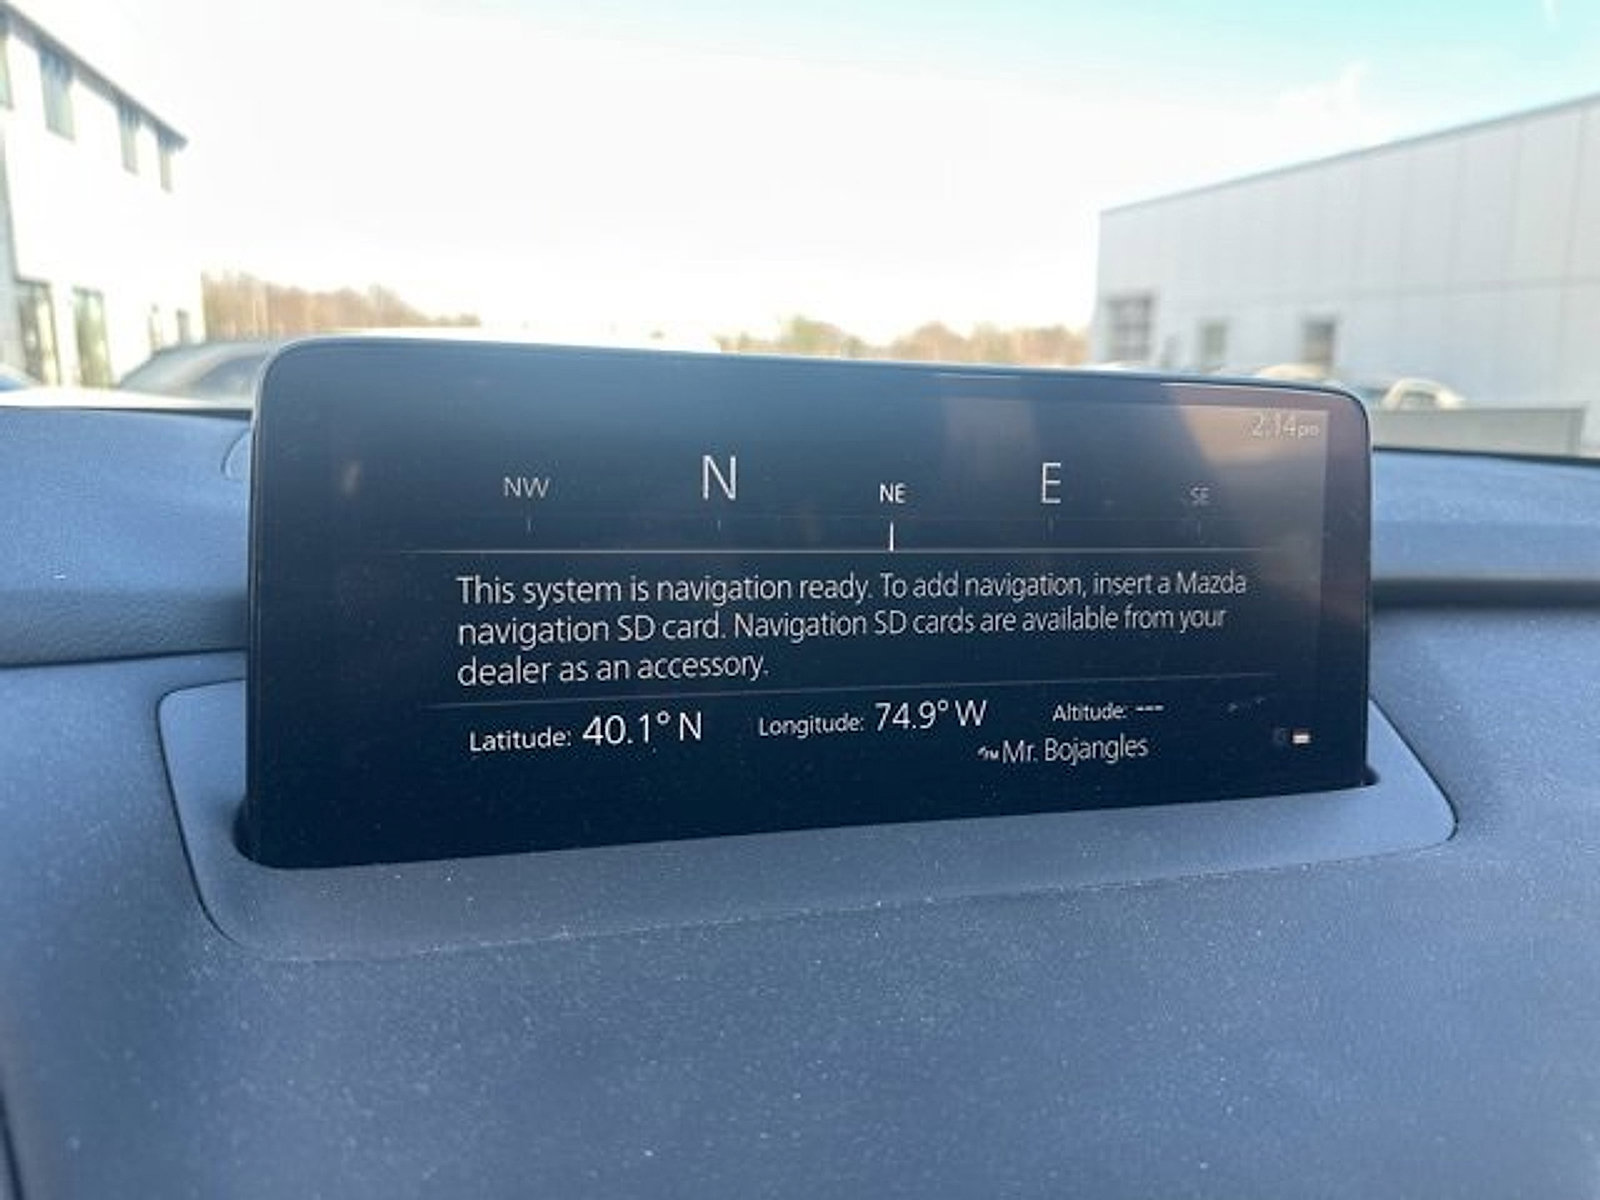 2:14pm
NW N NE E SE
This system is navigation ready. To add navigation, insert a Mazda
navigation SD card. Navigation SD cards are available from your
dealer as an accessory.
Latitude: 40.1° N Longitude: 74.9° W Altitude: ---
Mr. Bojangles